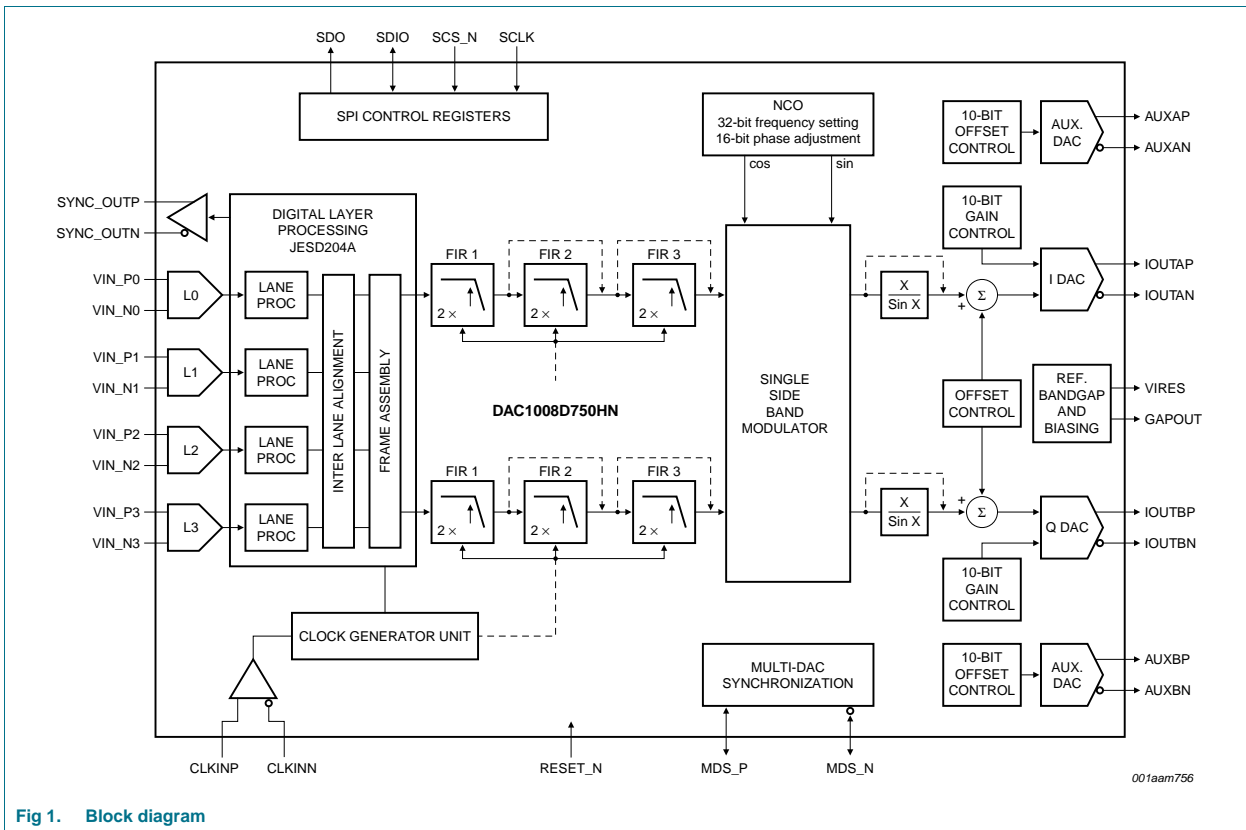 SDO SDIO SCS_N SCLK
SPI CONTROL REGISTERS
NCO
32-bit frequency setting
16-bit phase adjustment
cos sin
10-BIT
OFFSET
CONTROL
AUX.
DAC
AUXAP
AUXAN
SYNC_OUTP
SYNC_OUTN
DIGITAL LAYER
PROCESSING
JESD204A
10-BIT
GAIN
CONTROL
VIN_P0
VIN_N0
L0
LANE
PROC
VIN_P1
VIN_N1
L1
LANE
PROC
VIN_P2
VIN_N2
L2
LANE
PROC
VIN_P3
VIN_N3
L3
LANE
PROC
INTER LANE ALIGNMENT
FRAME ASSEMBLY
FIR 1 FIR 2 FIR 3
2 × 2 × 2 ×
DAC1008D750HN
FIR 1 FIR 2 FIR 3
2 × 2 × 2 ×
SINGLE
SIDE
BAND
MODULATOR
X
Sin X
+
Σ
I DAC
IOUTAP
IOUTAN
OFFSET
CONTROL
REF.
BANDGAP
AND
BIASING
VIRES
GAPOUT
X
Sin X
+
Σ
Q DAC
IOUTBP
IOUTBN
10-BIT
GAIN
CONTROL
CLOCK GENERATOR UNIT
MULTI-DAC
SYNCHRONIZATION
10-BIT
OFFSET
CONTROL
AUX.
DAC
AUXBP
AUXBN
CLKINP CLKINN RESET_N MDS_P MDS_N
001aam756
Fig 1. Block diagram